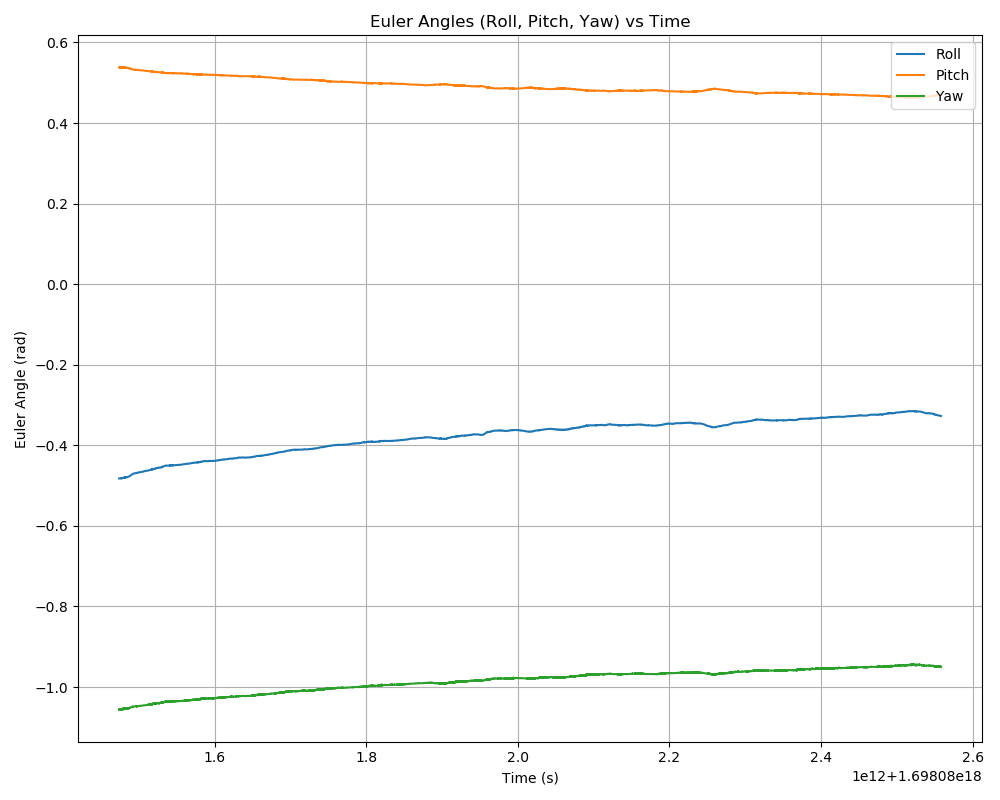 Euler Angles (Roll, Pitch, Yaw) vs Time
Roll
Pitch
Yaw
0.6
0.4
0.2
0.0
−0.2
−0.4
−0.6
−0.8
−1.0
Euler Angle (rad)
1.6 1.8 2.0 2.2 2.4 2.6
Time (s)
1e12+1.69808e18